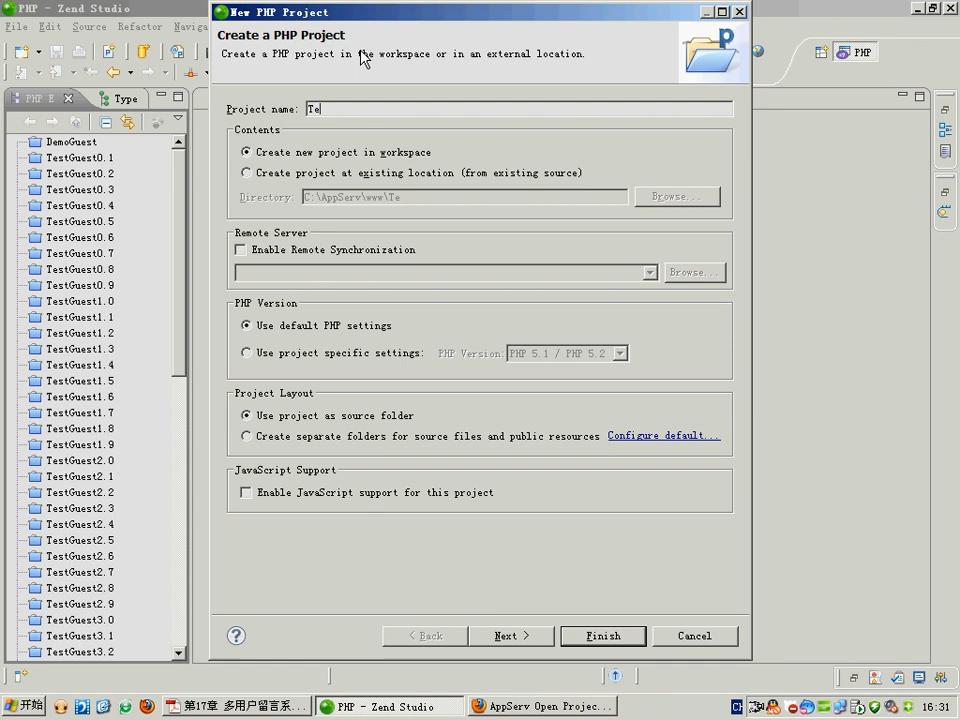 PHP - Zend Studio
File Edit Source Refactor Naviga
New PHP Project
Create a PHP Project
Create a PHP project in the workspace or in an external location.
PHP
PHP E
Type
Project name: Te
Contents
Create new project in workspace
Create project at existing location (from existing source)
Directory: C:\AppServ\www\Te
Browse...
Remote Server
Enable Remote Synchronization
Browse...
PHP Version
Use default PHP settings
Use project specific settings: PHP Version: PHP 5.1 / PHP 5.2
Project Layout
Use project as source folder
Create separate folders for source files and public resources Configure default...
JavaScript Support
Enable JavaScript support for this project
< Back
Next >
Finish
Cancel
DemoGuest
TestGuest0.1
TestGuest0.2
TestGuest0.3
TestGuest0.4
TestGuest0.5
TestGuest0.6
TestGuest0.7
TestGuest0.8
TestGuest0.9
TestGuest1.0
TestGuest1.1
TestGuest1.2
TestGuest1.3
TestGuest1.4
TestGuest1.5
TestGuest1.6
TestGuest1.7
TestGuest1.8
TestGuest1.9
TestGuest2.0
TestGuest2.1
TestGuest2.2
TestGuest2.3
TestGuest2.4
TestGuest2.5
TestGuest2.6
TestGuest2.7
TestGuest2.8
TestGuest2.9
TestGuest3.0
TestGuest3.1
TestGuest3.2
开始
第17章 多用户留言系...
PHP - Zend Studio
AppServ Open Projec...
CH
16:31